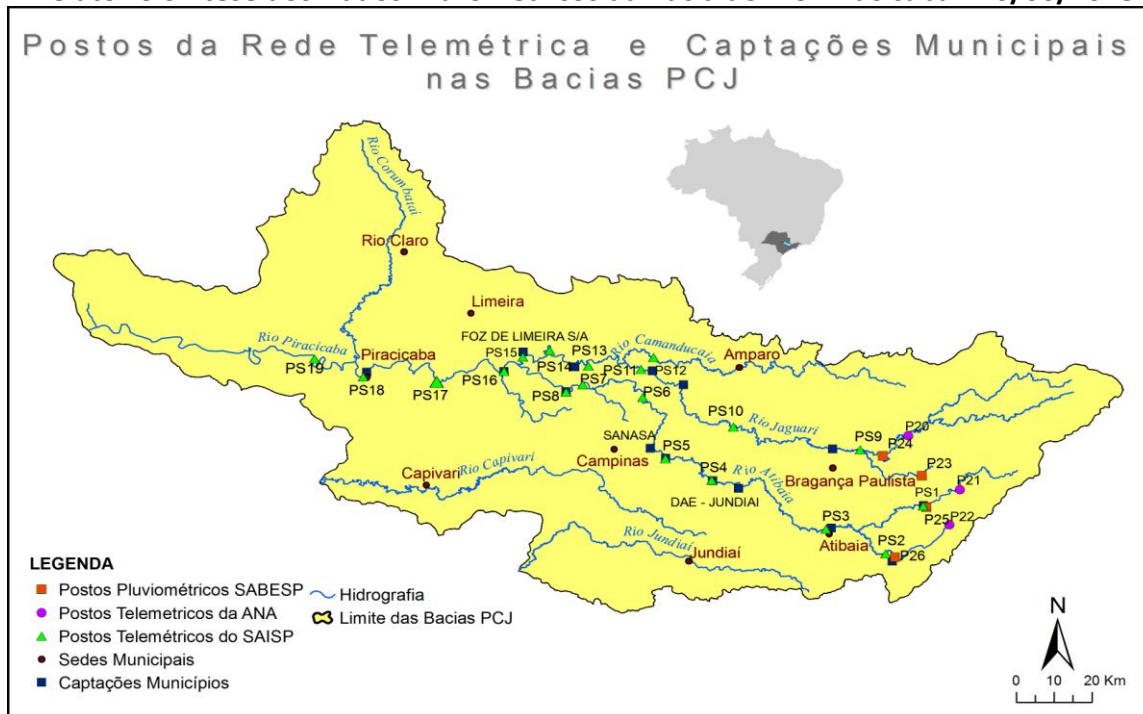 Postos da Rede Telemétrica e Captações Municipais
nas Bacias PCJ
Rio Corumbataí
Rio Claro
Limeira
FOZ DE LIMEIRA S/A
Rio Camanducaia
Rio Piracicaba
Piracicaba
PS15
PS13
Amparo
PS19
PS14
PS11
PS12
PS16
PS7
PS18
PS17
PS8
PS6
PS10
Rio Jaguari
P20
SANASA
PS9
P24
Campinas
PS5
P23
Capivari
Rio Capivari
PS4
Rio Atibaia
Bragança Paulista
P21
PS1
DAE - JUNDIAI
P25
P22
PS3
Atibaia
PS2
P26
Rio Jundiaí
Jundiaí
LEGENDA
Postos Pluviométricos SABESP
Hidrografia
Postos Telemetricos da ANA
Limite das Bacias PCJ
Postos Telemétricos do SAISP
Sedes Municipais
Captações Municípios
N
0 10 20 Km